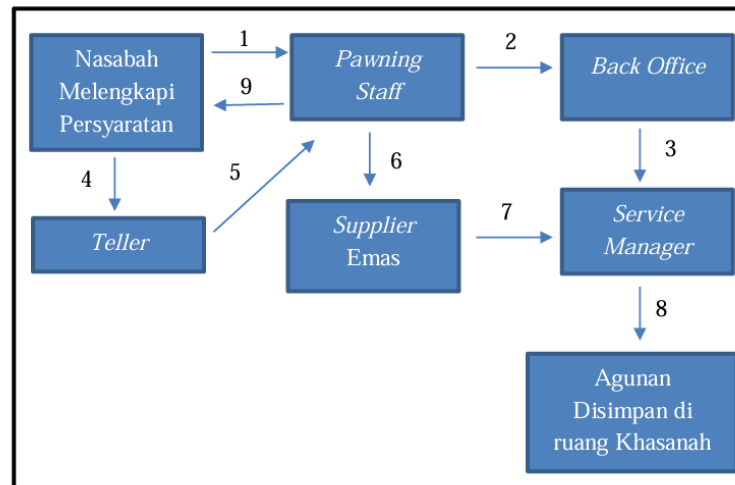 1
2
Nasabah
Melengkapi
Persyaratan
Pawning
Staff
Back Office
9
4
5
6
3
Teller
Supplier
Emas
7
Service
Manager
8
Agunan
Disimpan di
ruang Khasanah